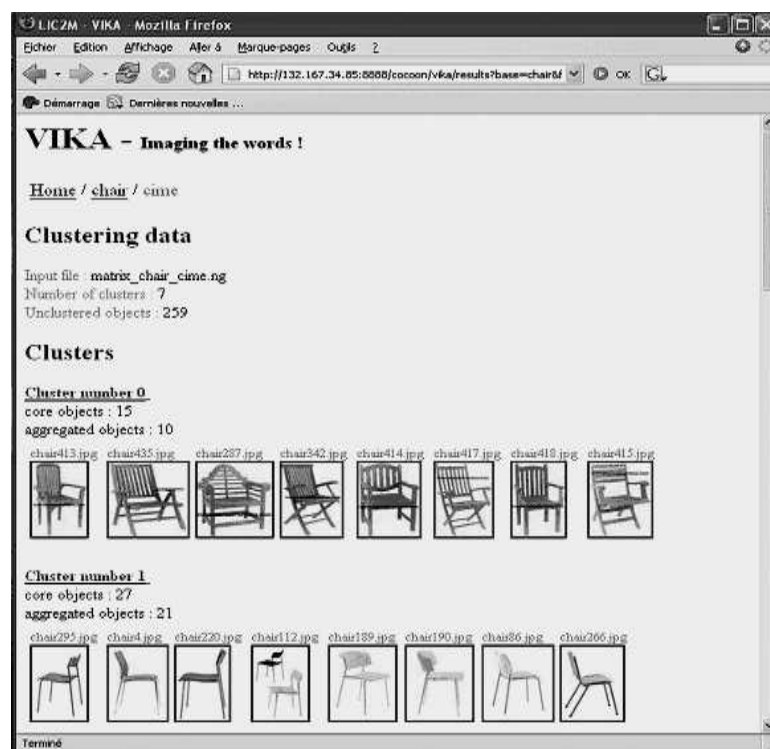 LIC2M - VIKA - Mozilla Firefox
Fichier Edition Affichage Aller à Marque-pages Outils ?
http://132.167.34.85:8888/cocoon/vika/results?base=chair&f OK
Démarrage Dernières nouvelles ...
VIKA - Imaging the words !
Home / chair / cime
Clustering data
Input file : matrix_chair_cime.ng
Number of clusters : 7
Unclustered objects : 259
Clusters
Cluster number 0
core objects : 15
aggregated objects : 10
chair413.jpg chair435.jpg chair287.jpg chair342.jpg chair414.jpg chair417.jpg chair418.jpg chair415.jpg
Cluster number 1
core objects : 27
aggregated objects : 21
chair295.jpg chair4.jpg chair220.jpg chair112.jpg chair189.jpg chair190.jpg chair86.jpg chair266.jpg
Terminé